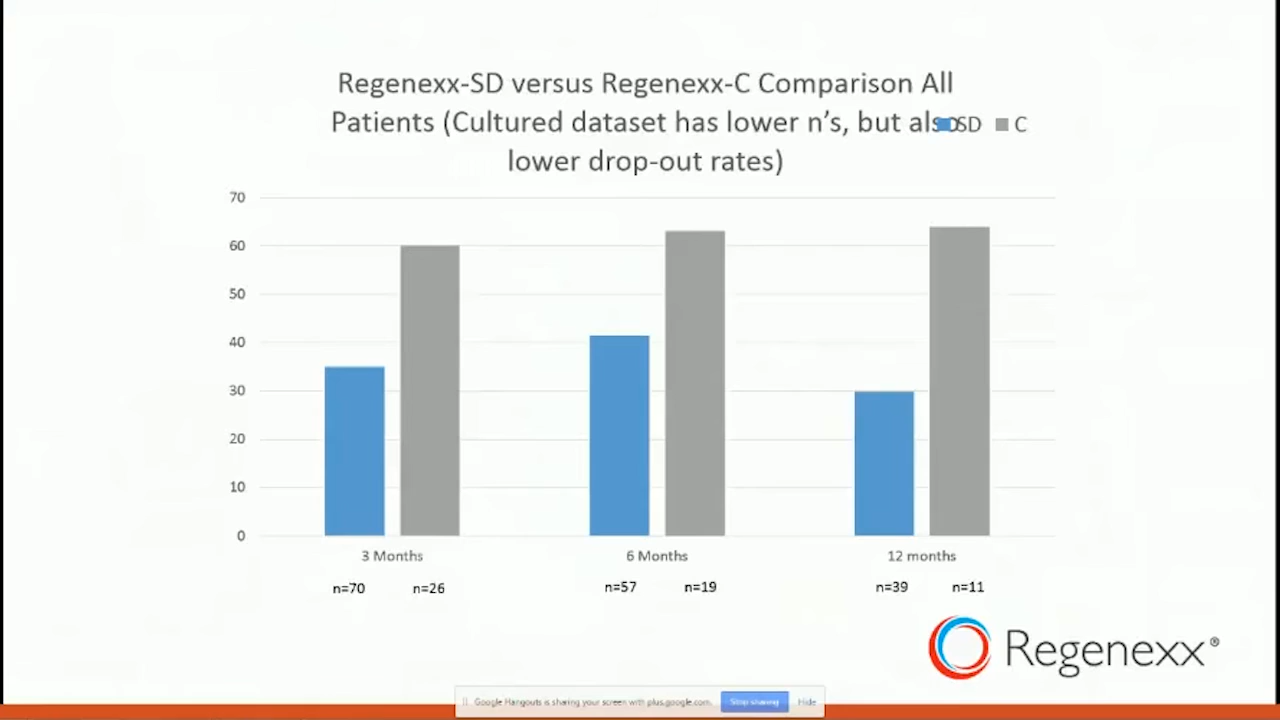 Regenexx-SD versus Regenexx-C Comparison All
Patients (Cultured dataset has lower n's, but also
lower drop-out rates)
SD C
70
60
50
40
30
20
10
0
3 Months 6 Months 12 months
n=70 n=26 n=57 n=19 n=39 n=11
Regenexx®
Google Hangouts is sharing your screen with plus.google.com. Stop sharing Hide